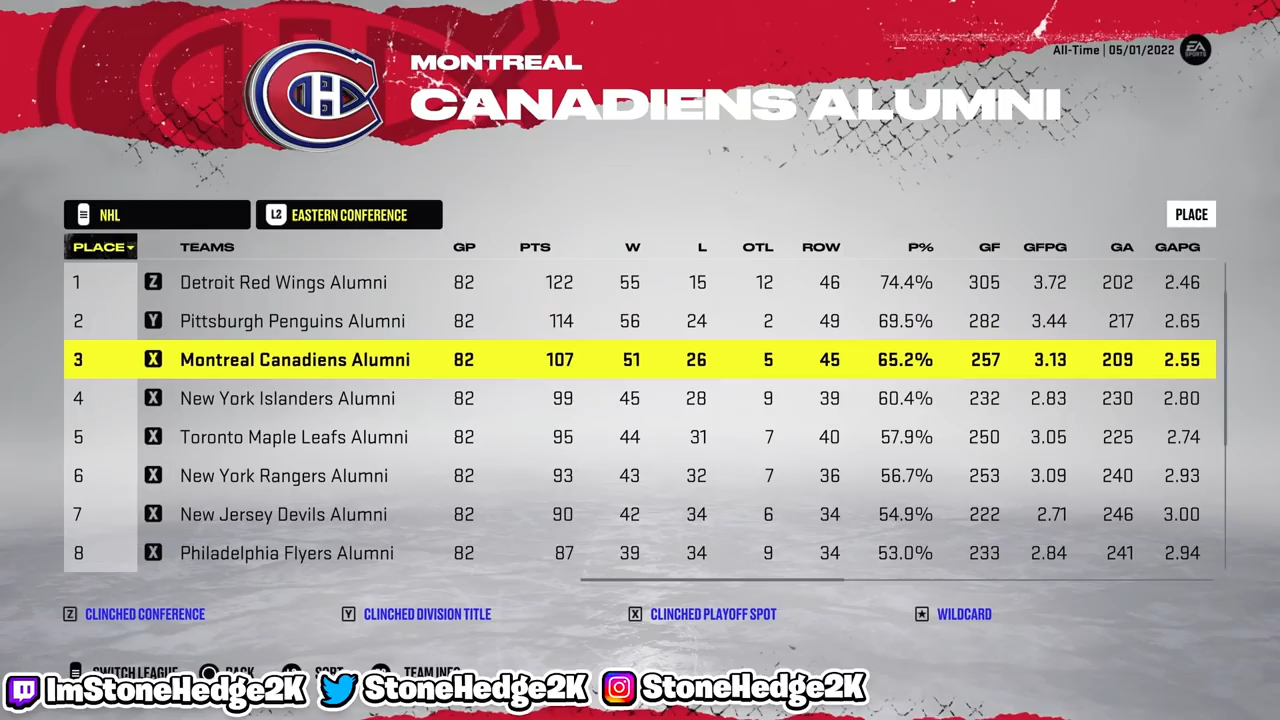 MONTREAL
CANADIENS ALUMNI
All-Time | 05/01/2022
EA SPORTS
NHL
L2 EASTERN CONFERENCE
PLACE
PLACE TEAMS GP PTS W L OTL ROW P% GF GFPG GA GAPG
1 Z Detroit Red Wings Alumni 82 122 55 15 12 46 74.4% 305 3.72 202 2.46
2 Y Pittsburgh Penguins Alumni 82 114 56 24 2 49 69.5% 282 3.44 217 2.65
3 X Montreal Canadiens Alumni 82 107 51 26 5 45 65.2% 257 3.13 209 2.55
4 X New York Islanders Alumni 82 99 45 28 9 39 60.4% 232 2.83 230 2.80
5 X Toronto Maple Leafs Alumni 82 95 44 31 7 40 57.9% 250 3.05 225 2.74
6 X New York Rangers Alumni 82 93 43 32 7 36 56.7% 253 3.09 240 2.93
7 X New Jersey Devils Alumni 82 90 42 34 6 34 54.9% 222 2.71 246 3.00
8 X Philadelphia Flyers Alumni 82 87 39 34 9 34 53.0% 233 2.84 241 2.94
Z CLINCHED CONFERENCE Y CLINCHED DIVISION TITLE X CLINCHED PLAYOFF SPOT WILDCARD
SWITCH LEAGUE BACK SORT TEAM INFO
ImStoneHedge2K StoneHedge2K StoneHedge2K